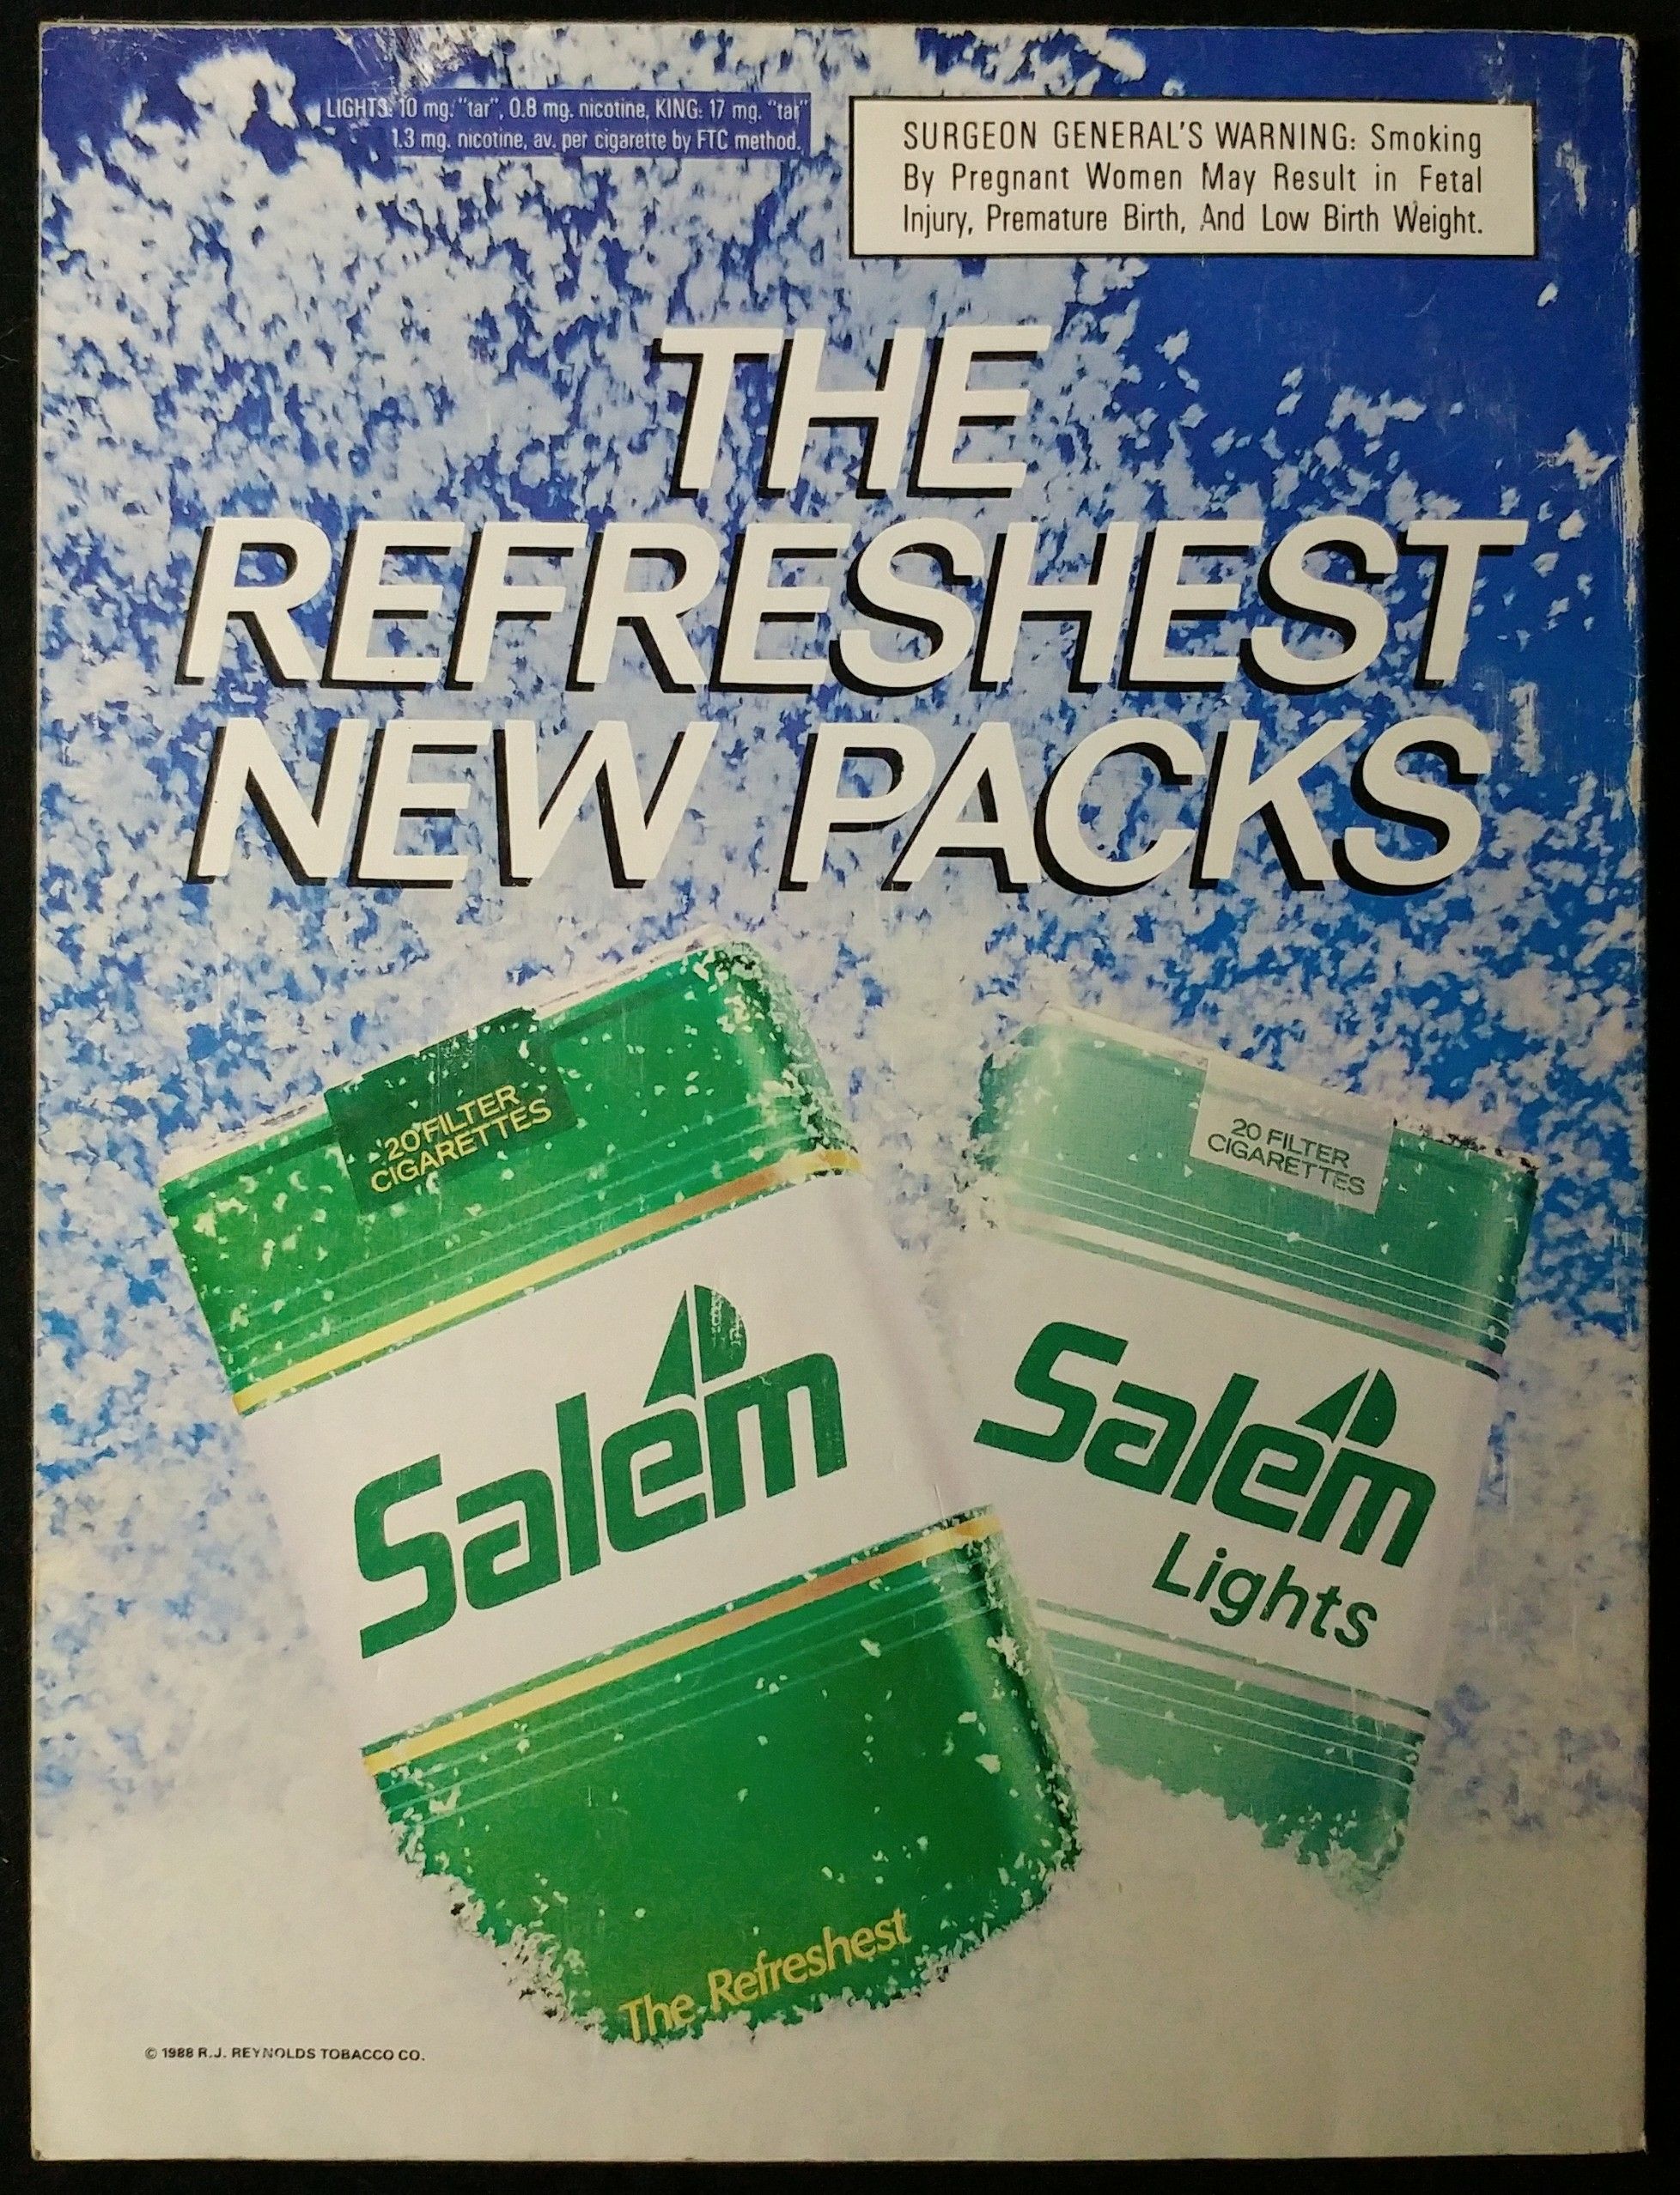 LIGHTS: 10 mg. "tar", 0.8 mg. nicotine, KING: 17 mg. "tar"
1.3 mg. nicotine, av. per cigarette by FTC method.
SURGEON GENERAL'S WARNING: Smoking
By Pregnant Women May Result in Fetal
Injury, Premature Birth, And Low Birth Weight.
THE
REFRESHEST
NEW PACKS
20 FILTER
CIGARETTES
Salem
The Refreshest
20 FILTER
CIGARETTES
Salem
Lights
© 1988 R.J. REYNOLDS TOBACCO CO.